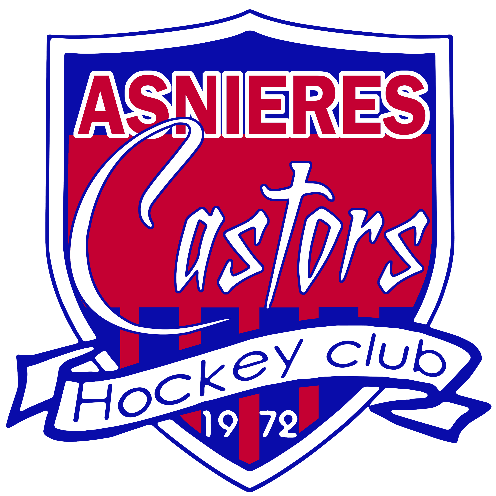 ASNIERES
Castors
Hockey club
1972